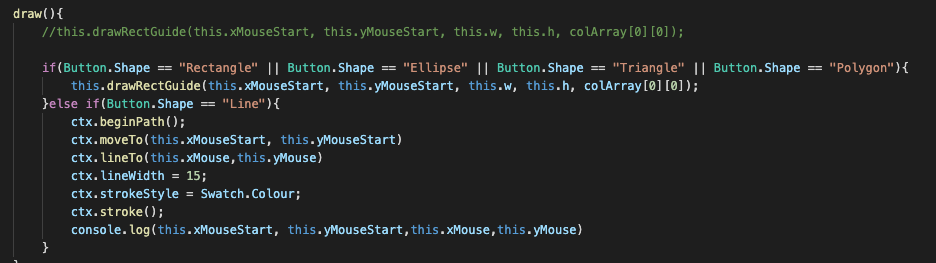 draw(){
//this.drawRectGuide(this.xMouseStart, this.yMouseStart, this.w, this.h, colArray[0][0]);
if(Button.Shape == "Rectangle" || Button.Shape == "Ellipse" || Button.Shape == "Triangle" || Button.Shape == "Polygon"){
this.drawRectGuide(this.xMouseStart, this.yMouseStart, this.w, this.h, colArray[0][0]);
}else if(Button.Shape == "Line"){
ctx.beginPath();
ctx.moveTo(this.xMouseStart, this.yMouseStart)
ctx.lineTo(this.xMouse,this.yMouse)
ctx.lineWidth = 15;
ctx.strokeStyle = Swatch.Colour;
ctx.stroke();
console.log(this.xMouseStart, this.yMouseStart,this.xMouse,this.yMouse)
}